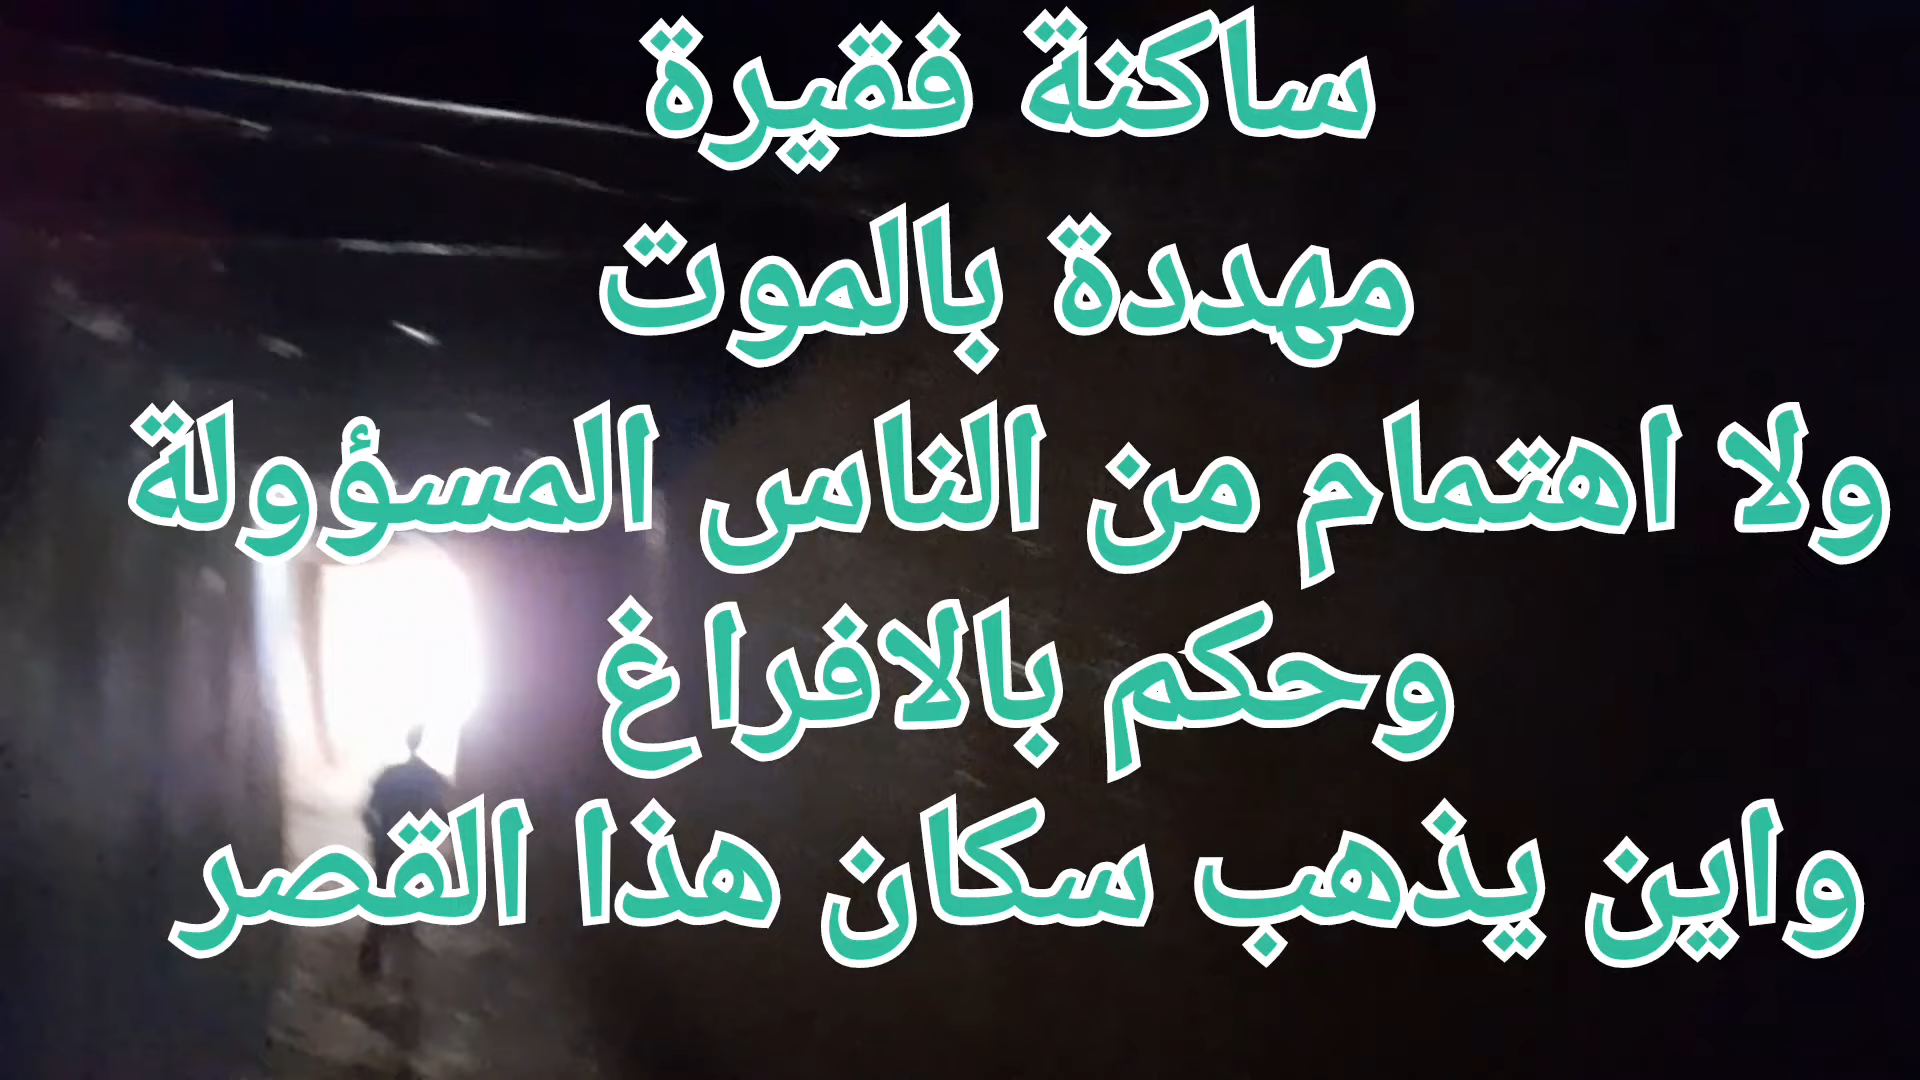 ساكنة فقيرة
مهددة بالموت
ولا اهتمام من الناس المسؤولة
وحكم بالافراغ
واين يذهب سكان هذا القصر